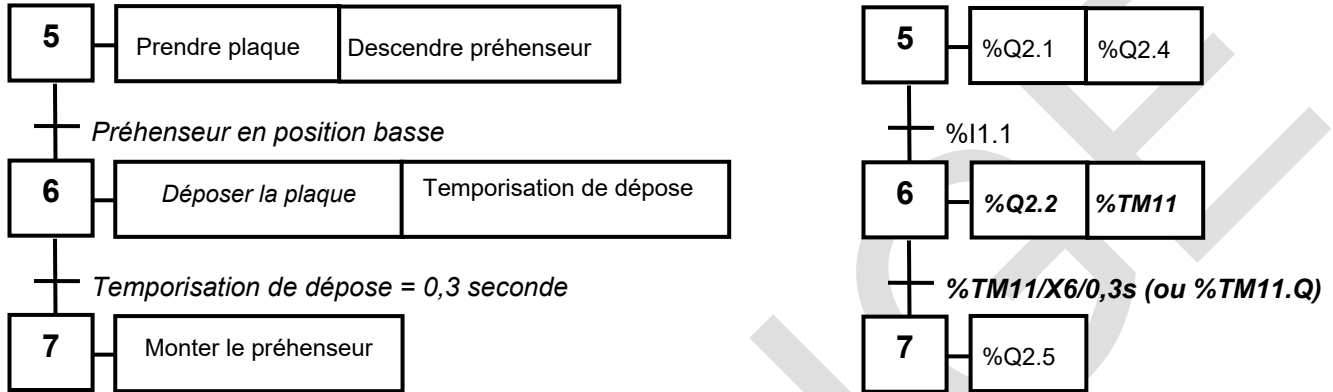 5 Prendre plaque Descendre préhenseur
Préhenseur en position basse
6 Déposer la plaque Temporisation de dépose
Temporisation de dépose = 0,3 seconde
7 Monter le préhenseur
5 %Q2.1 %Q2.4
%I1.1
6 %Q2.2 %TM11
%TM11/X6/0,3s (ou %TM11.Q)
7 %Q2.5